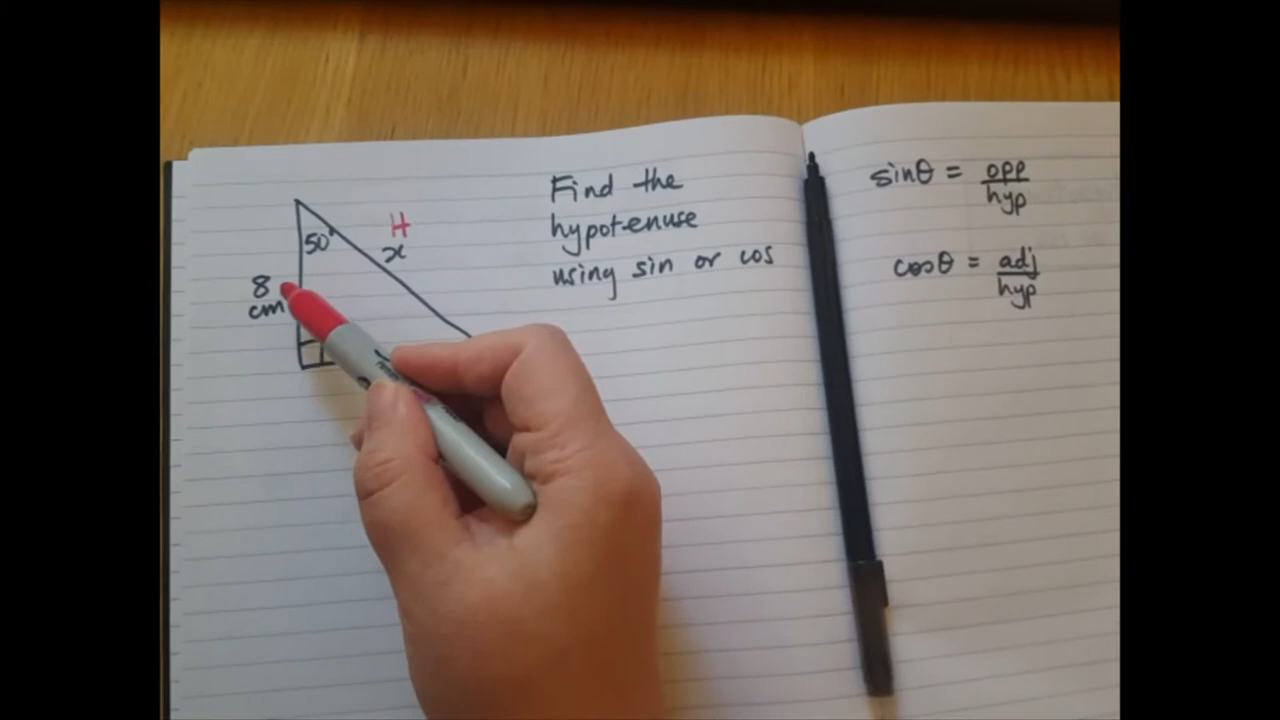 50°
H
x
8
cm
Find the
hypotenuse
using sin or cos
sinθ = opp
hyp
cosθ = adj
hyp